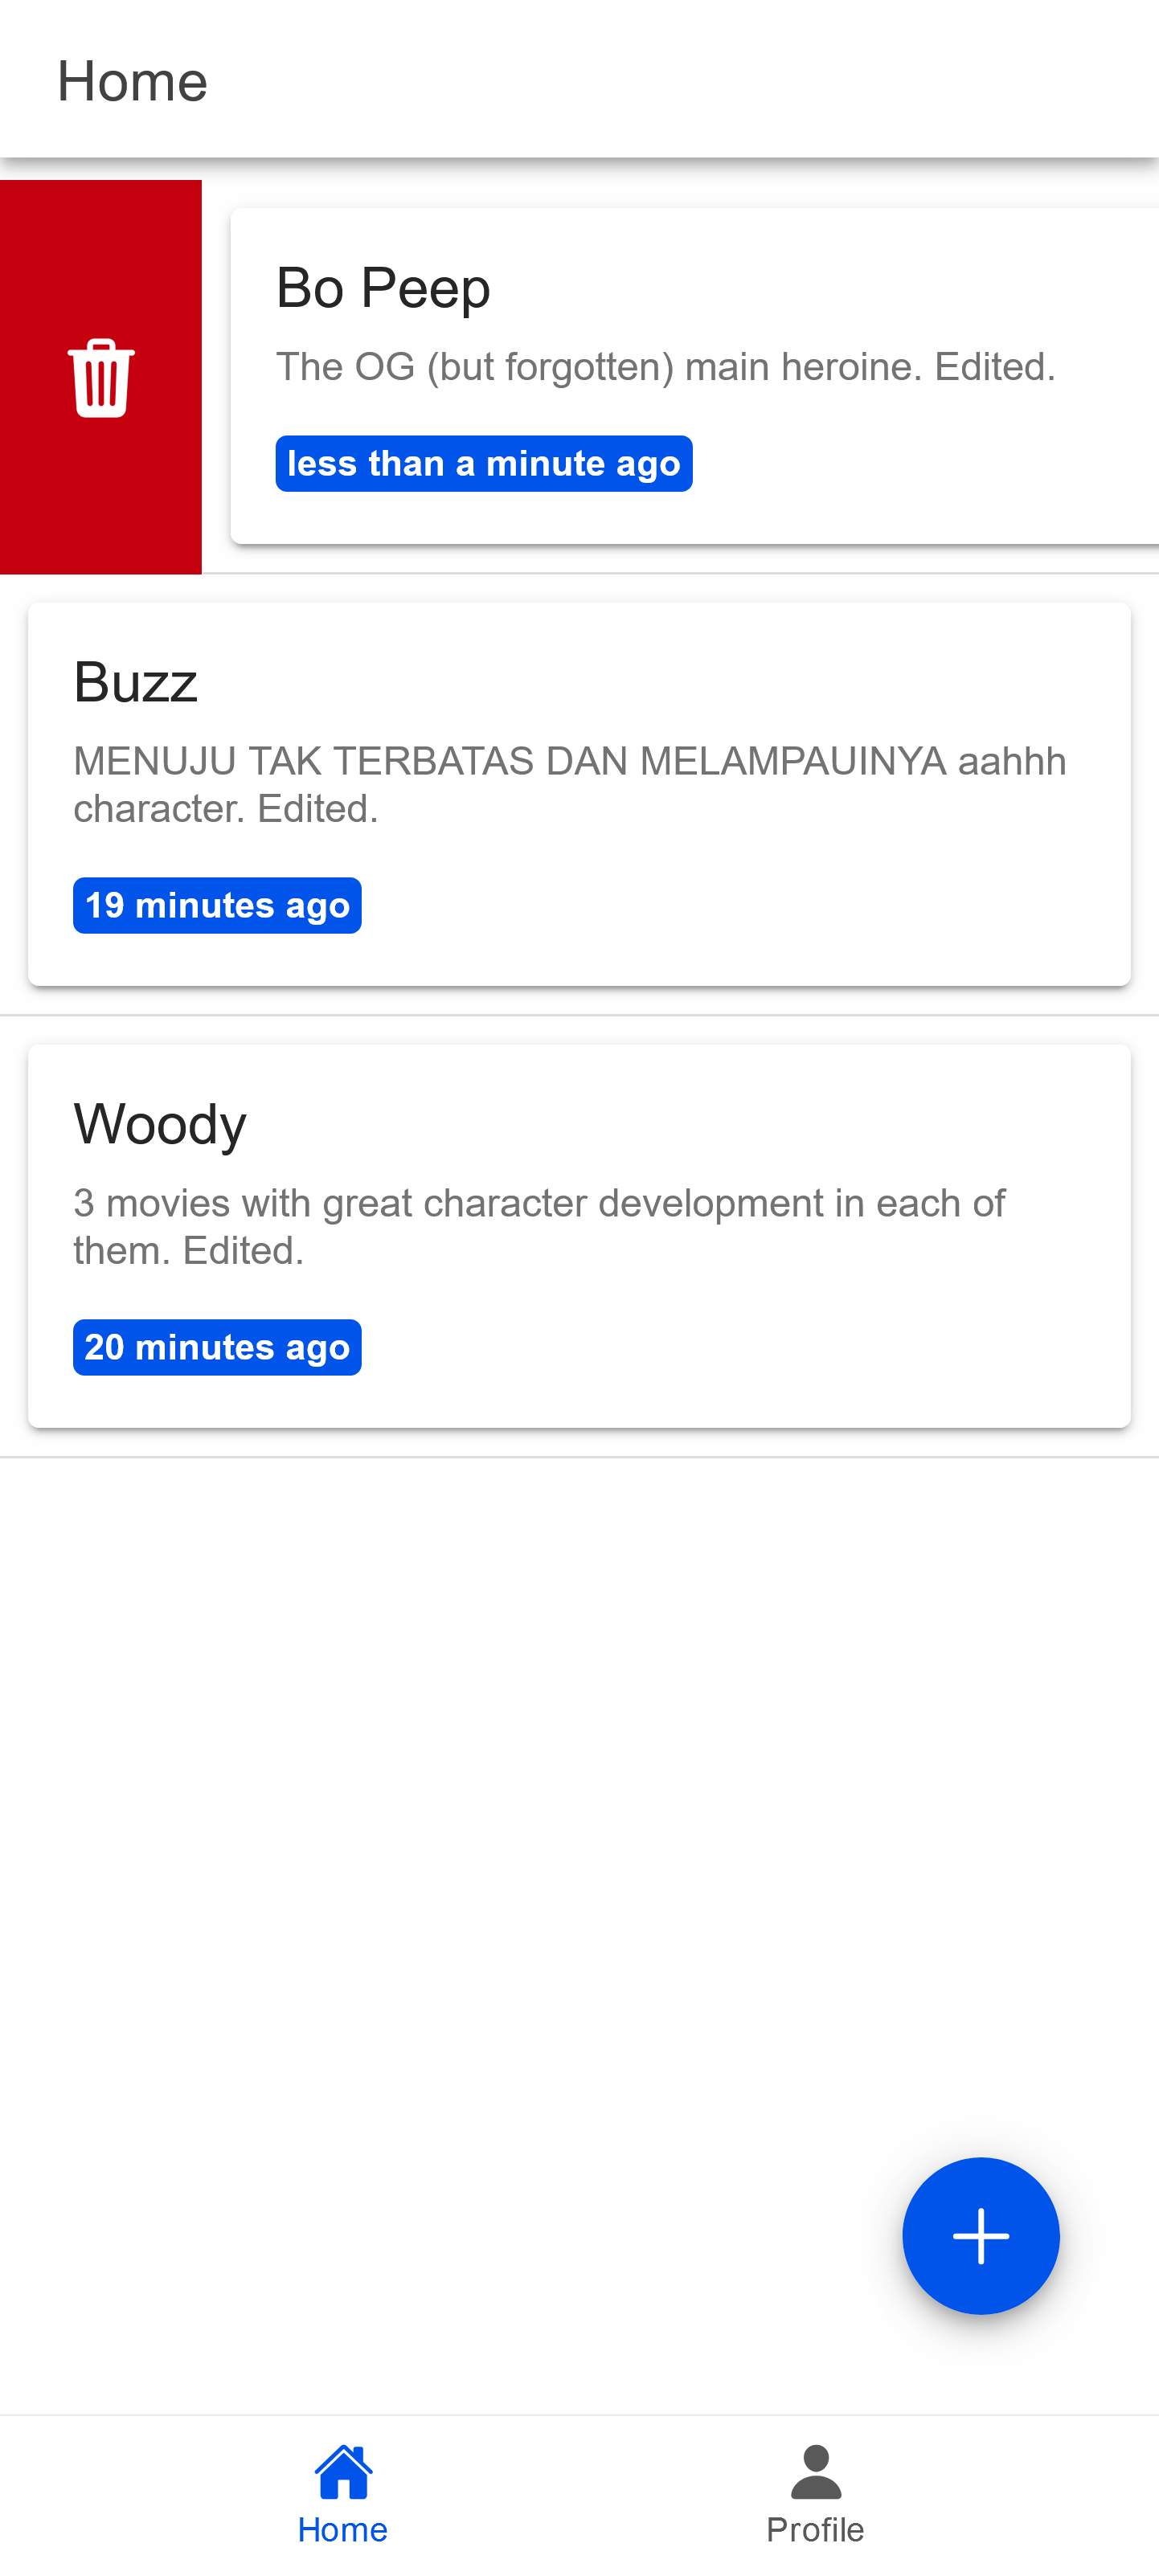 Home
Bo Peep
The OG (but forgotten) main heroine. Edited.
less than a minute ago
Buzz
MENUJU TAK TERBATAS DAN MELAMPAUINYA aahhh
character. Edited.
19 minutes ago
Woody
3 movies with great character development in each of
them. Edited.
20 minutes ago
Home
Profile